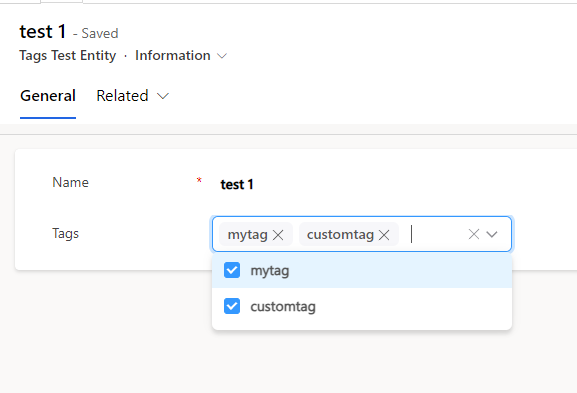 test 1 - Saved
Tags Test Entity · Information
General Related
Name * test 1
Tags mytag customtag
mytag
customtag